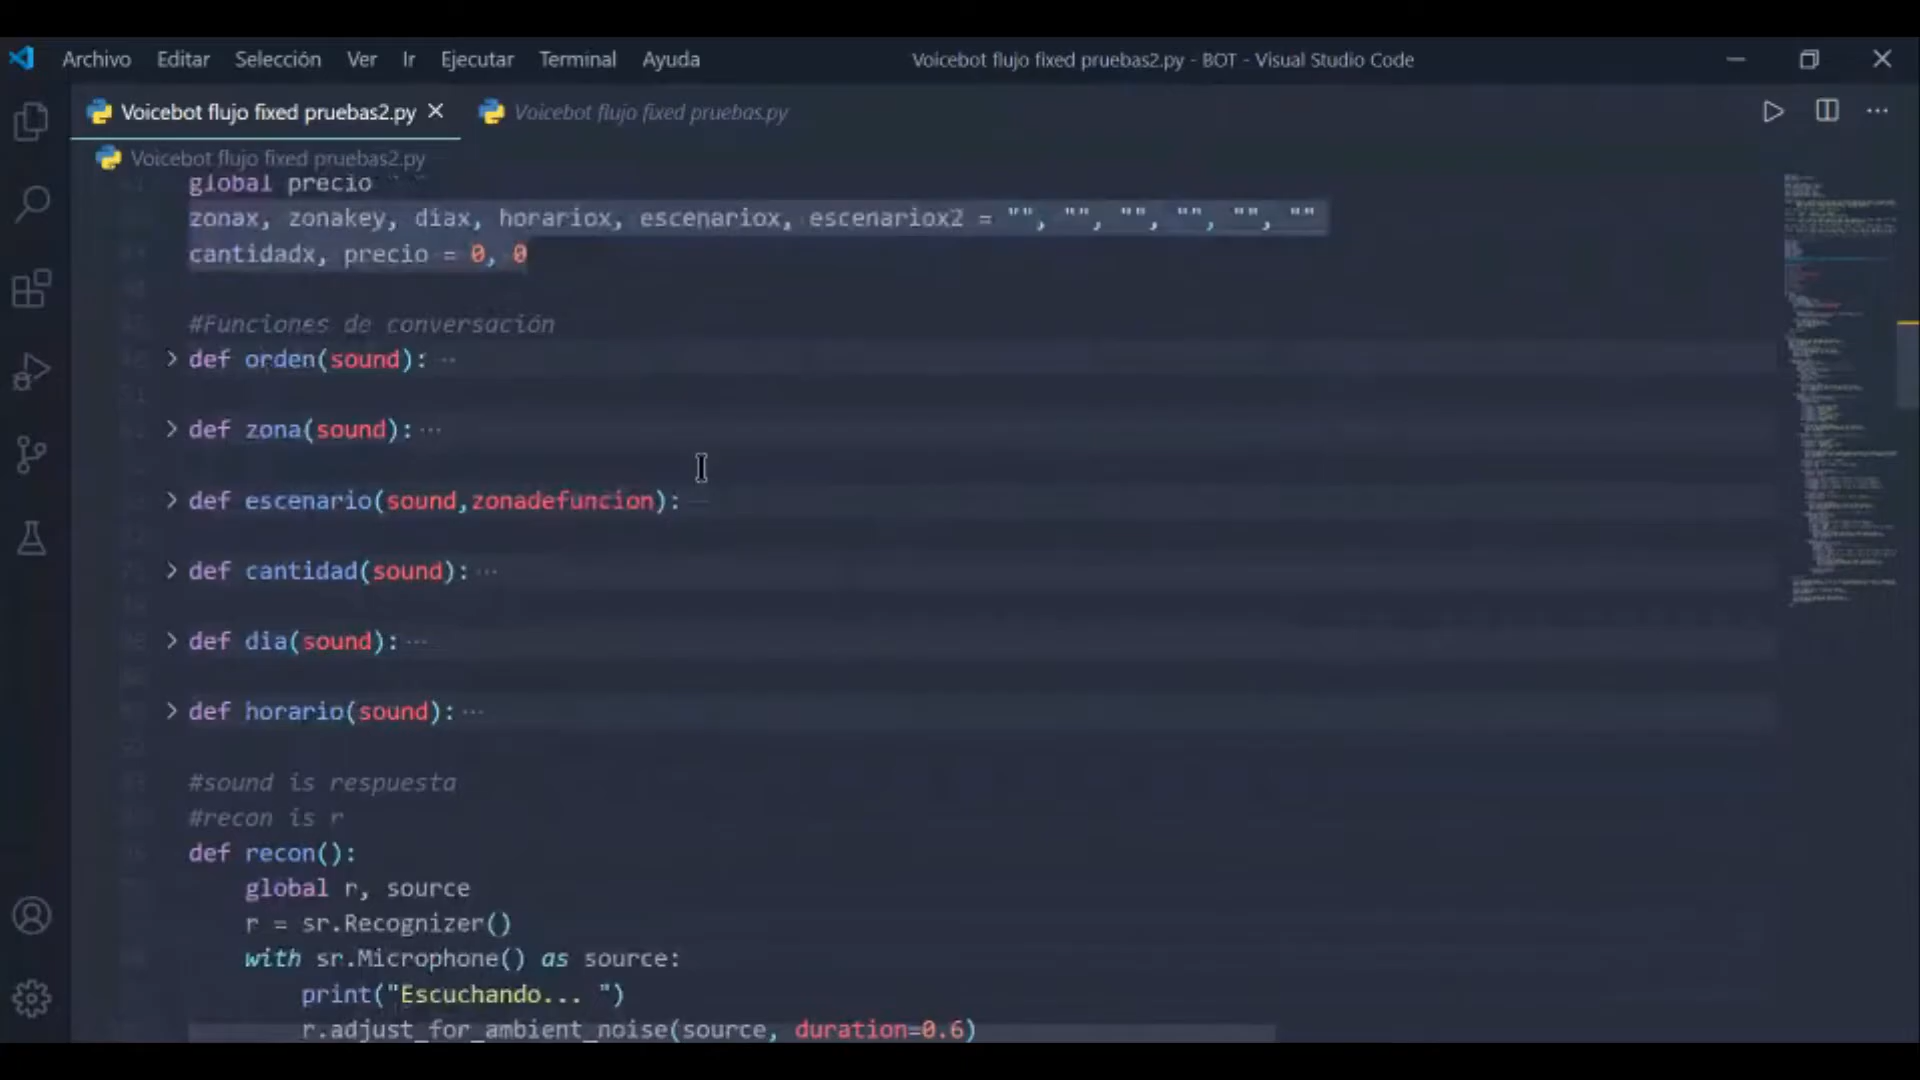 Archivo Editar Selección Ver Ir Ejecutar Terminal Ayuda Voicebot flujo fixed pruebas2.py - BOT - Visual Studio Code
Voicebot flujo fixed pruebas2.py Voicebot flujo fixed pruebas.py
Voicebot flujo fixed pruebas2.py
global precio
zonax, zonakey, diax, horariox, escenariox, escenariox2 = "", "", "", "", "", ""
cantidadx, precio = 0, 0
#Funciones de conversación
def orden(sound): ...
def zona(sound): ...
def escenario(sound,zonadefuncion): ...
def cantidad(sound): ...
def dia(sound): ...
def horario(sound): ...
#sound is respuesta
#recon is r
def recon():
global r, source
r = sr.Recognizer()
with sr.Microphone() as source:
print("Escuchando... ")
r.adjust_for_ambient_noise(source, duration=0.6)